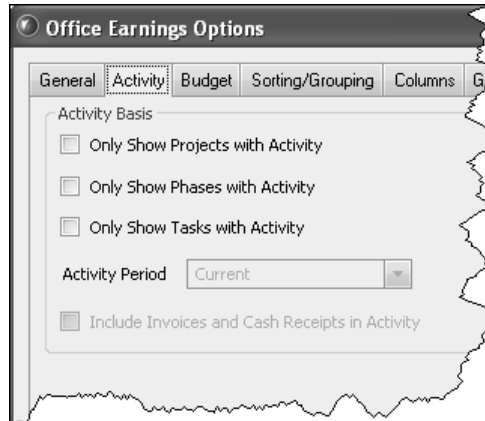 Office Earnings Options
General Activity Budget Sorting/Grouping Columns
Activity Basis
Only Show Projects with Activity
Only Show Phases with Activity
Only Show Tasks with Activity
Activity Period Current
Include Invoices and Cash Receipts in Activity